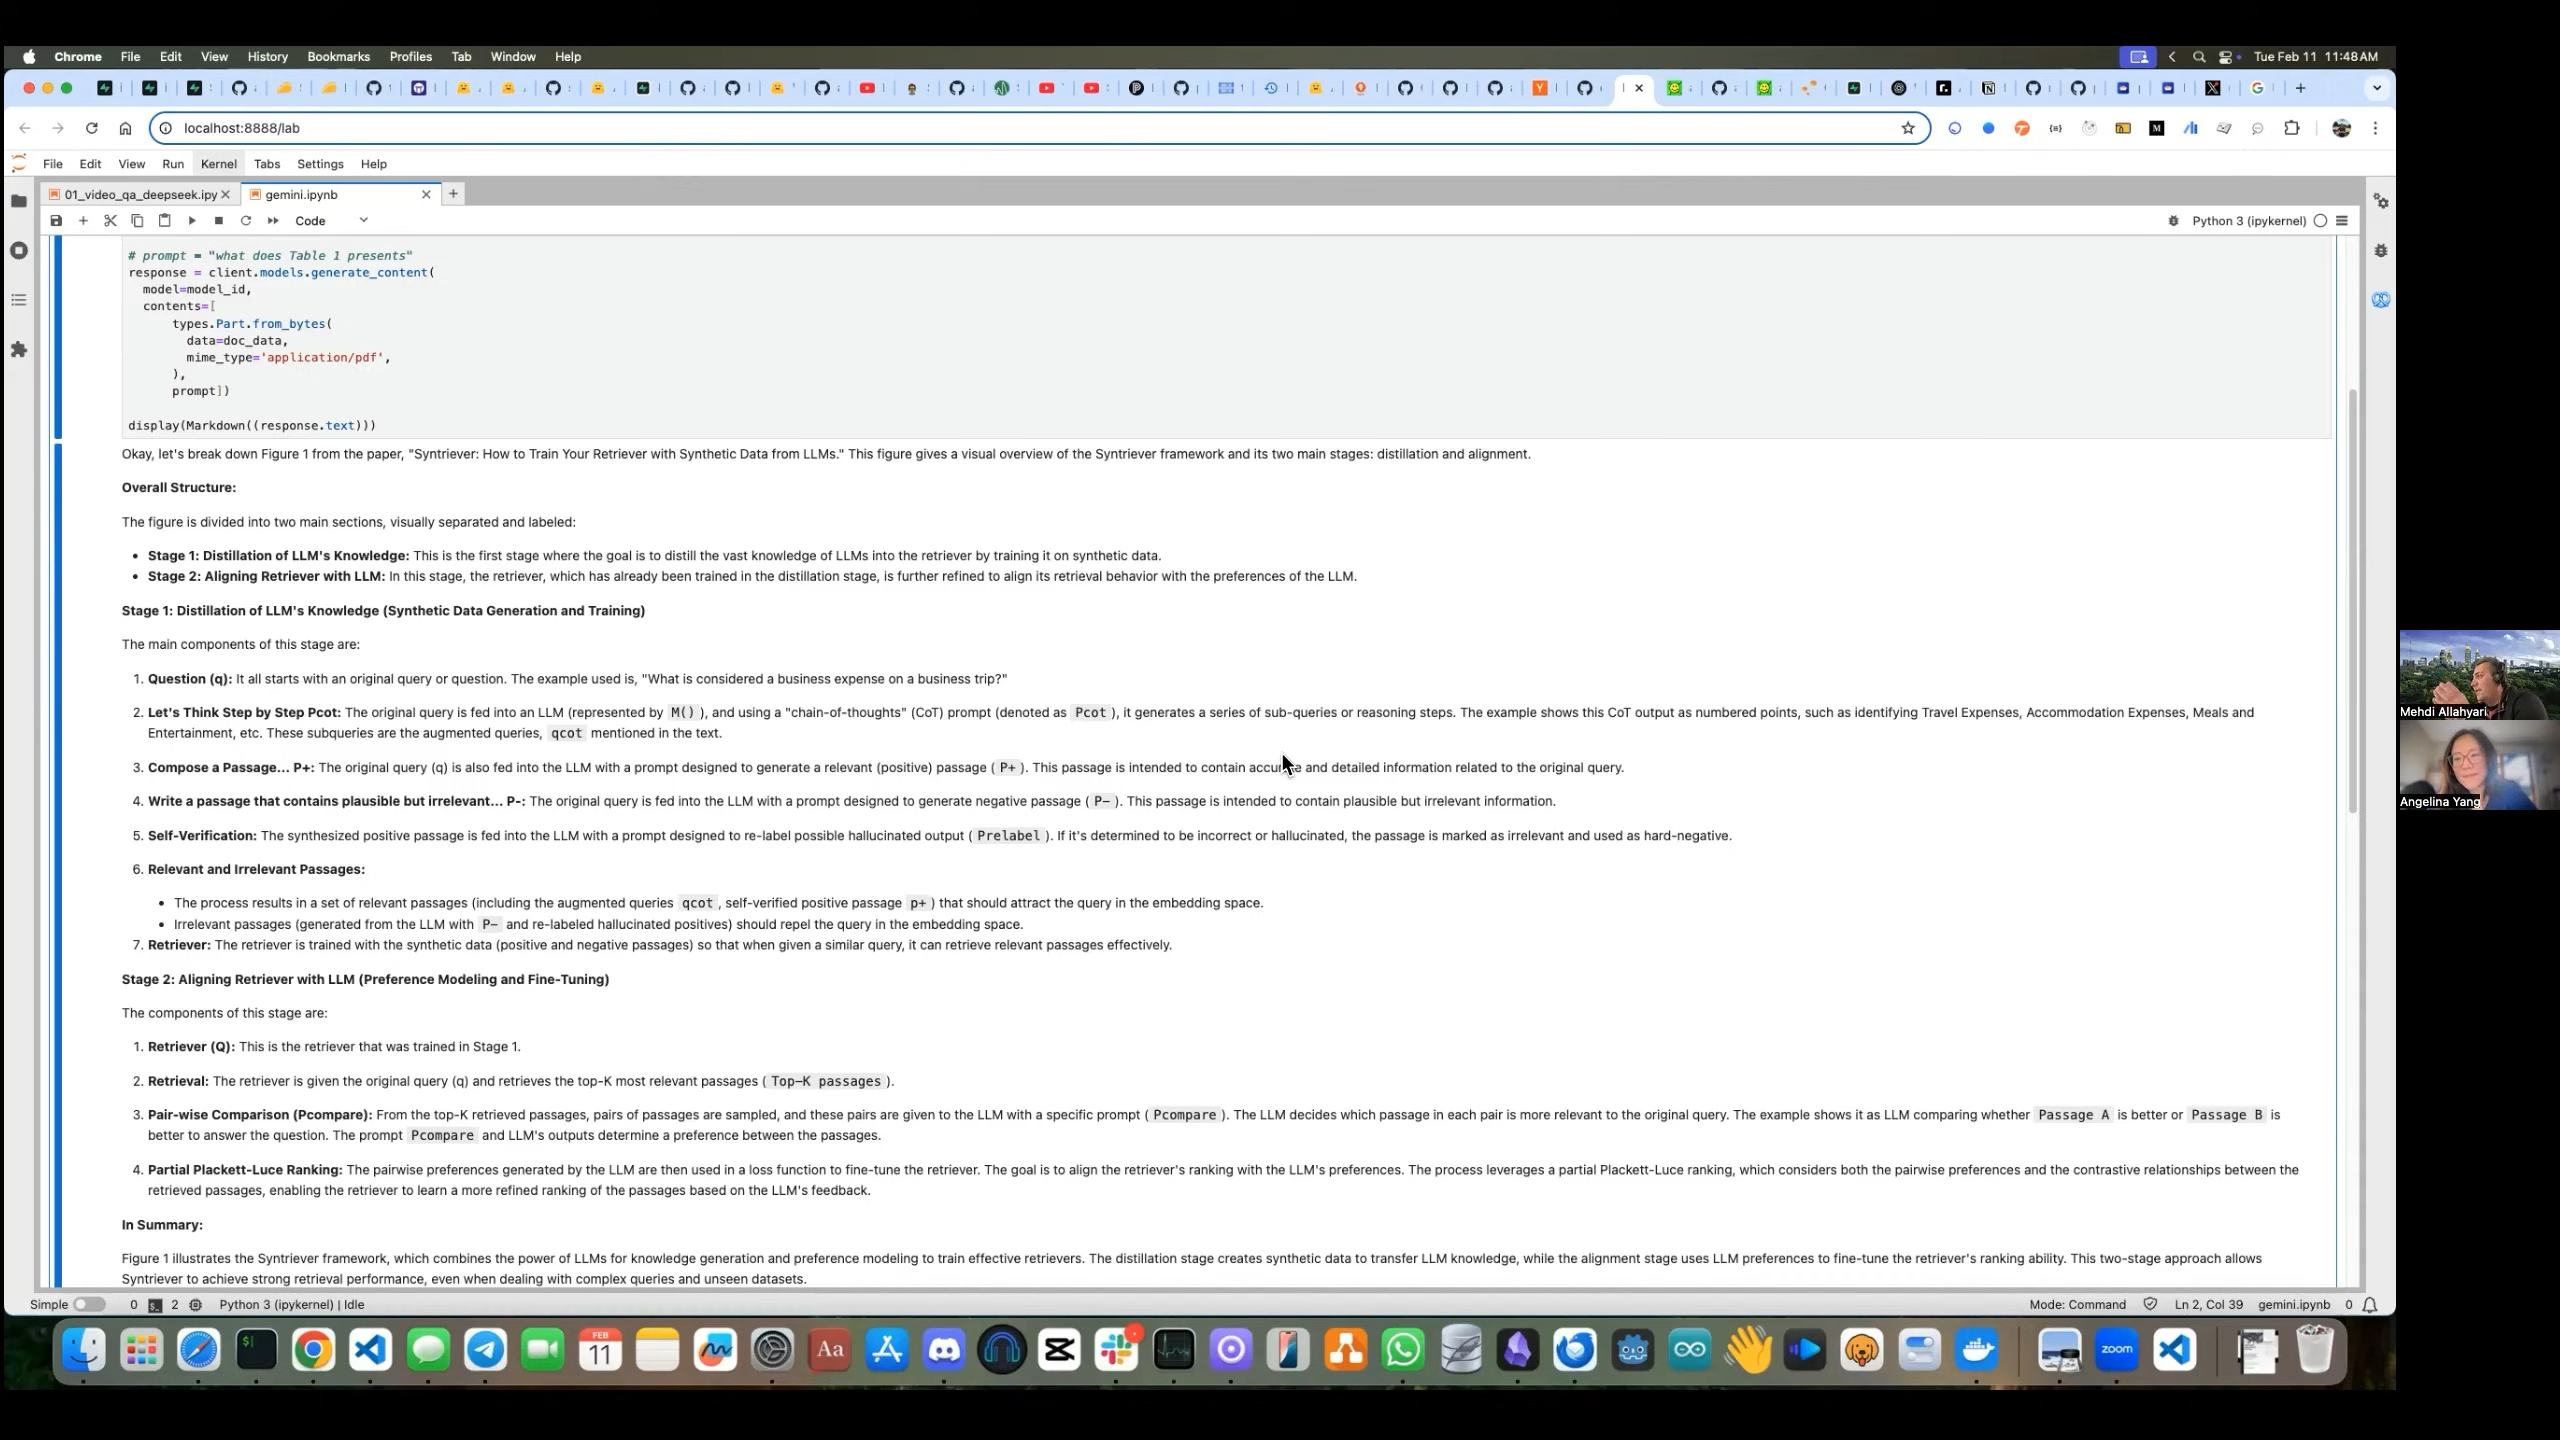 Chrome File Edit View History Bookmarks Profiles Tab Window Help Tue Feb 11 11:48 AM
localhost:8888/lab
File Edit View Run Kernel Tabs Settings Help
01_video_qa_deepseek.ipy gemini.ipynb
Code Python 3 (ipykernel)
# prompt = "what does Table 1 presents"
response = client.models.generate_content(
model=model_id,
contents=[
types.Part.from_bytes(
data=doc_data,
mime_type='application/pdf',
),
prompt])
display(Markdown((response.text)))
Okay, let's break down Figure 1 from the paper, "Syntriever: How to Train Your Retriever with Synthetic Data from LLMs." This figure gives a visual overview of the Syntriever framework and its two main stages: distillation and alignment.
Overall Structure:
The figure is divided into two main sections, visually separated and labeled:
• Stage 1: Distillation of LLM's Knowledge: This is the first stage where the goal is to distill the vast knowledge of LLMs into the retriever by training it on synthetic data.
• Stage 2: Aligning Retriever with LLM: In this stage, the retriever, which has already been trained in the distillation stage, is further refined to align its retrieval behavior with the preferences of the LLM.
Stage 1: Distillation of LLM's Knowledge (Synthetic Data Generation and Training)
The main components of this stage are:
1. Question (q): It all starts with an original query or question. The example used is, "What is considered a business expense on a business trip?"
2. Let's Think Step by Step Pcot: The original query is fed into an LLM (represented by M() ), and using a "chain-of-thoughts" (CoT) prompt (denoted as Pcot ), it generates a series of sub-queries or reasoning steps. The example shows this CoT output as numbered points, such as identifying Travel Expenses, Accommodation Expenses, Meals and
Entertainment, etc. These subqueries are the augmented queries, qcot mentioned in the text.
3. Compose a Passage... P+: The original query (q) is also fed into the LLM with a prompt designed to generate a relevant (positive) passage ( P+ ). This passage is intended to contain and detailed information related to the original query.
4. Write a passage that contains plausible but irrelevant... P-: The original query is fed into the LLM with a prompt designed to generate negative passage ( P− ). This passage is intended to contain plausible but irrelevant information.
5. Self-Verification: The synthesized positive passage is fed into the LLM with a prompt designed to re-label possible hallucinated output ( Prelabel ). If it's determined to be incorrect or hallucinated, the passage is marked as irrelevant and used as hard-negative.
6. Relevant and Irrelevant Passages:
• The process results in a set of relevant passages (including the augmented queries qcot , self-verified positive passage p+ ) that should attract the query in the embedding space.
• Irrelevant passages (generated from the LLM with P− and re-labeled hallucinated positives) should repel the query in the embedding space.
7. Retriever: The retriever is trained with the synthetic data (positive and negative passages) so that when given a similar query, it can retrieve relevant passages effectively.
Stage 2: Aligning Retriever with LLM (Preference Modeling and Fine-Tuning)
The components of this stage are:
1. Retriever (Q): This is the retriever that was trained in Stage 1.
2. Retrieval: The retriever is given the original query (q) and retrieves the top-K most relevant passages ( Top−K passages ).
3. Pair-wise Comparison (Pcompare): From the top-K retrieved passages, pairs of passages are sampled, and these pairs are given to the LLM with a specific prompt ( Pcompare ). The LLM decides which passage in each pair is more relevant to the original query. The example shows it as LLM comparing whether Passage A is better or Passage B is
better to answer the question. The prompt Pcompare and LLM's outputs determine a preference between the passages.
4. Partial Plackett-Luce Ranking: The pairwise preferences generated by the LLM are then used in a loss function to fine-tune the retriever. The goal is to align the retriever's ranking with the LLM's preferences. The process leverages a partial Plackett-Luce ranking, which considers both the pairwise preferences and the contrastive relationships between the
retrieved passages, enabling the retriever to learn a more refined ranking of the passages based on the LLM's feedback.
In Summary:
Figure 1 illustrates the Syntriever framework, which combines the power of LLMs for knowledge generation and preference modeling to train effective retrievers. The distillation stage creates synthetic data to transfer LLM knowledge, while the alignment stage uses LLM preferences to fine-tune the retriever's ranking ability. This two-stage approach allows
Syntriever to achieve strong retrieval performance, even when dealing with complex queries and unseen datasets.
Simple 0 2 Python 3 (ipykernel) | Idle Mode: Command Ln 2, Col 39 gemini.ipynb 0
FEB
11
Aa
zoom
Mehdi Allahyari
Angelina Yang